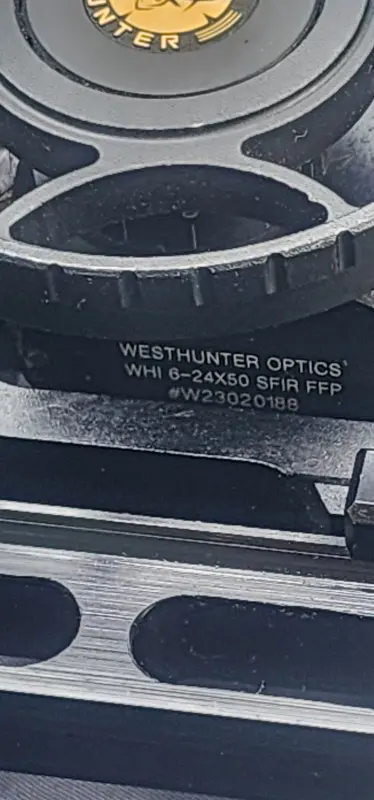 UNTER
WESTHUNTER OPTICS
WHI 6-24X50 SFIR FFP
#W23020188